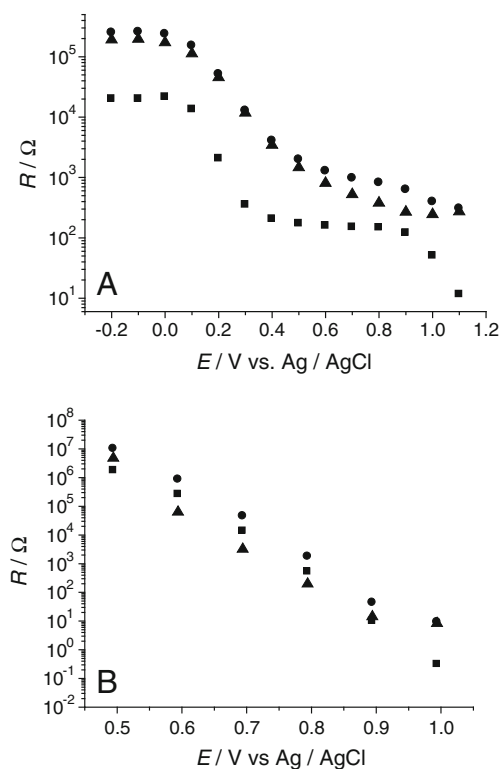 10^5
10^4
10^3
10^2
10^1
R / Ω
A
-0.2 0.0 0.2 0.4 0.6 0.8 1.0 1.2
E / V vs. Ag / AgCl
10^8
10^7
10^6
10^5
10^4
10^3
10^2
10^1
10^0
10^-1
10^-2
R / Ω
B
0.5 0.6 0.7 0.8 0.9 1.0
E / V vs Ag / AgCl